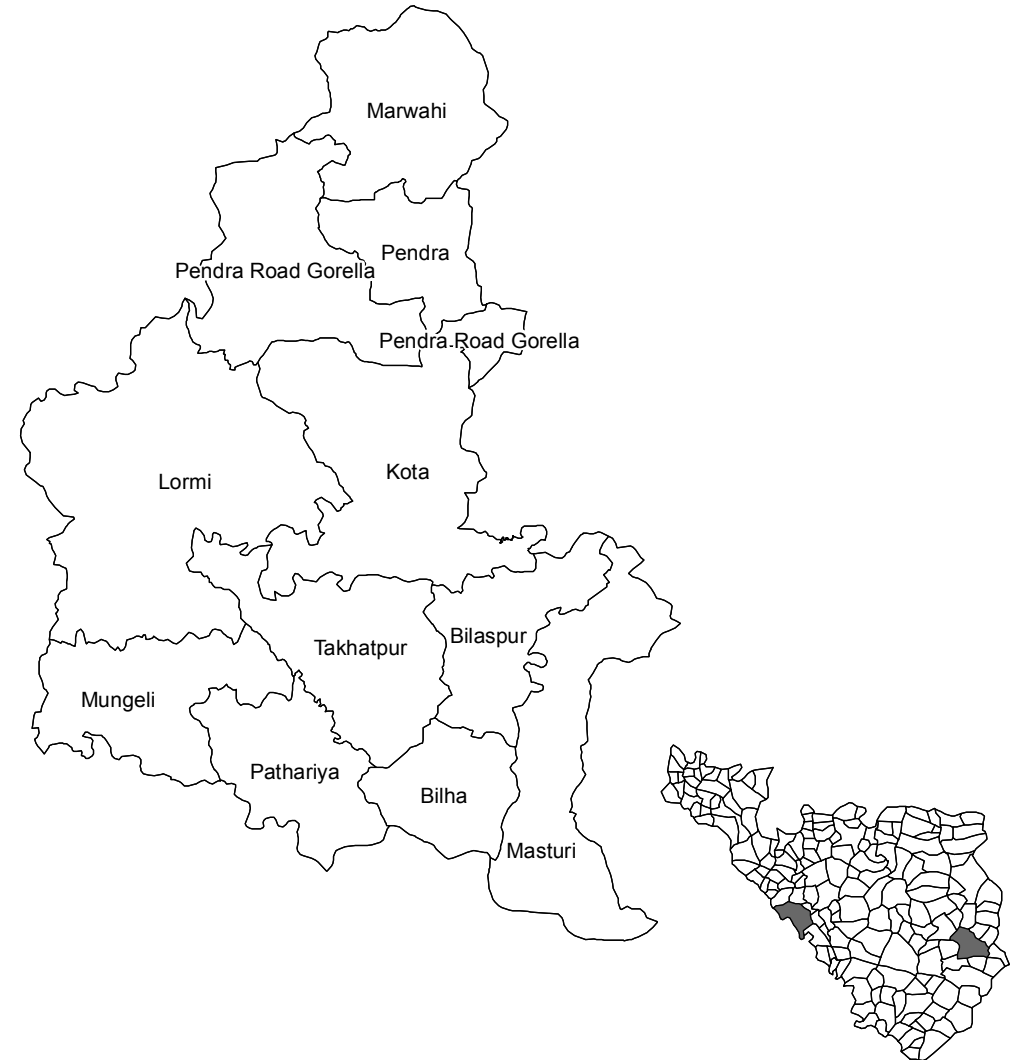 Marwahi
Pendra
Pendra Road Gorella
Pendra Road Gorella
Kota
Lormi
Bilaspur
Takhatpur
Mungeli
Pathariya
Bilha
Masturi